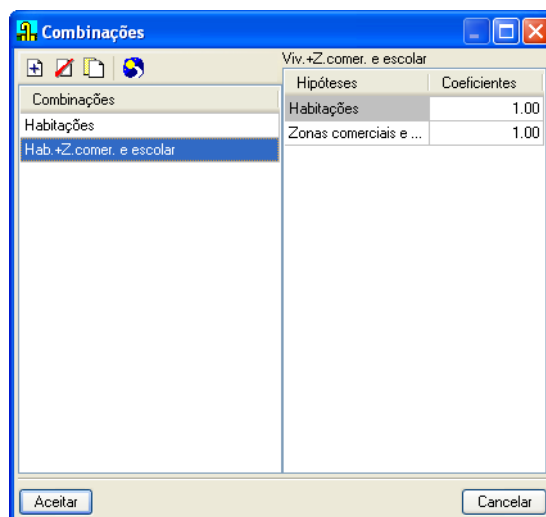 Combinações
Viv.+Z.comer. e escolar
Combinações
Habitações
Hab.+Z.comer. e escolar
Hipóteses Coeficientes
Habitações 1.00
Zonas comerciais e ... 1.00
Aceitar Cancelar